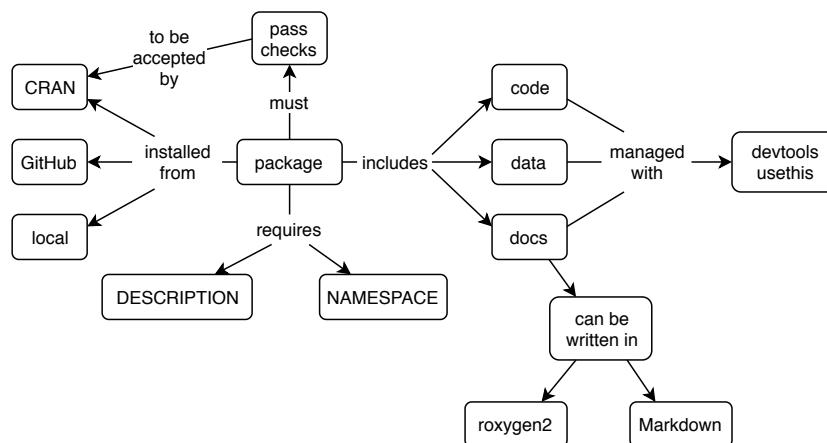 to be
accepted
by
pass
checks
CRAN
must
code
GitHub
installed
from
package
includes
data
managed
with
devtools
usethis
local
requires
docs
DESCRIPTION
NAMESPACE
can be
written in
roxygen2
Markdown